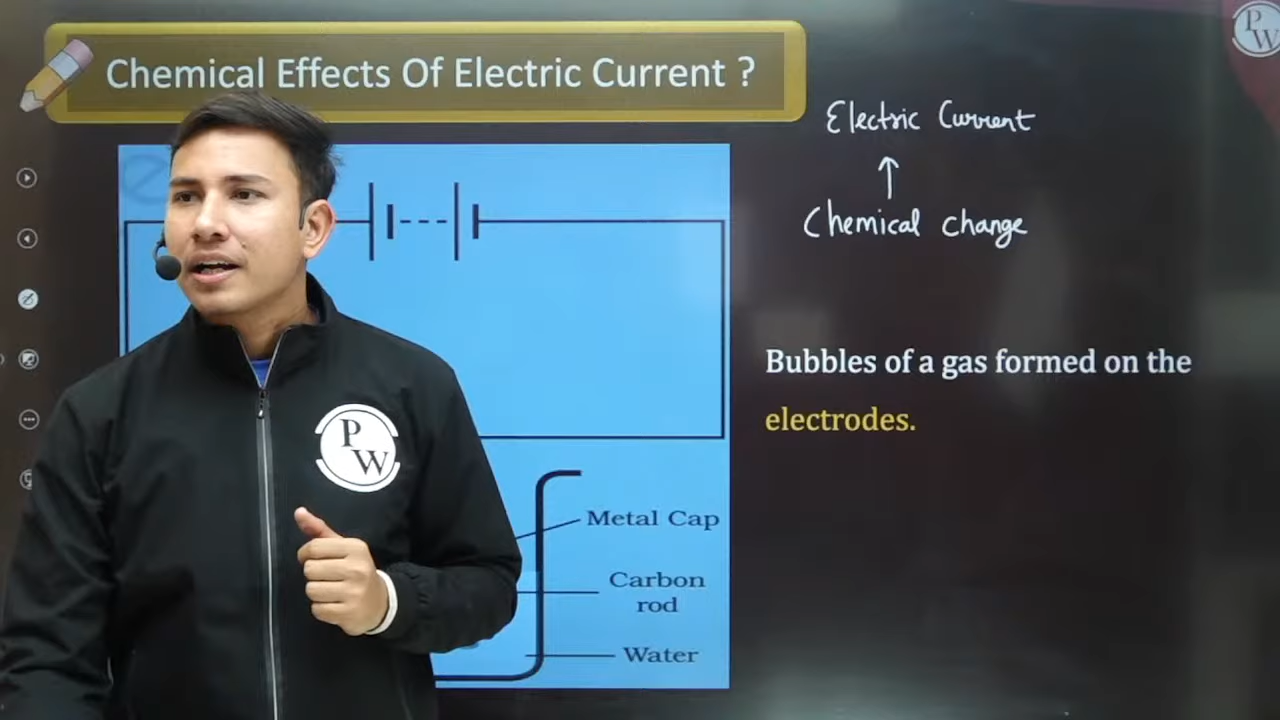 Chemical Effects Of Electric Current ?
PW
Electric Current
Chemical change
Bubbles of a gas formed on the
electrodes.
PW
Metal Cap
Carbon
rod
Water